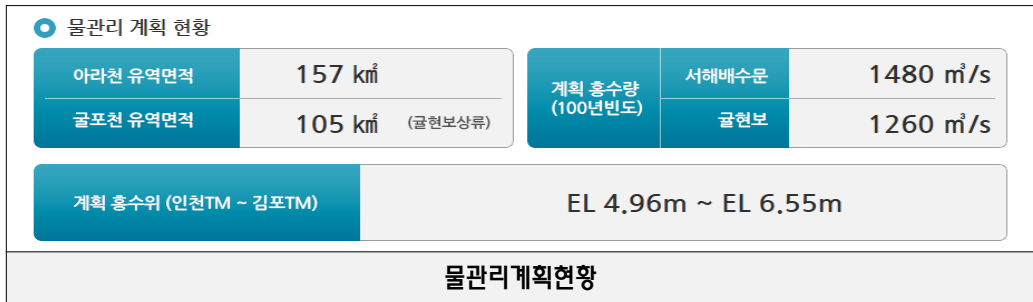 물관리 계획 현황
아라천 유역면적 157 ㎢
굴포천 유역면적 105 ㎢ (귤현보상류)
계획 홍수량
(100년빈도)
서해배수문 1480 ㎥/s
귤현보 1260 ㎥/s
계획 홍수위 (인천TM ~ 김포TM) EL 4.96m ~ EL 6.55m
물관리계획현황